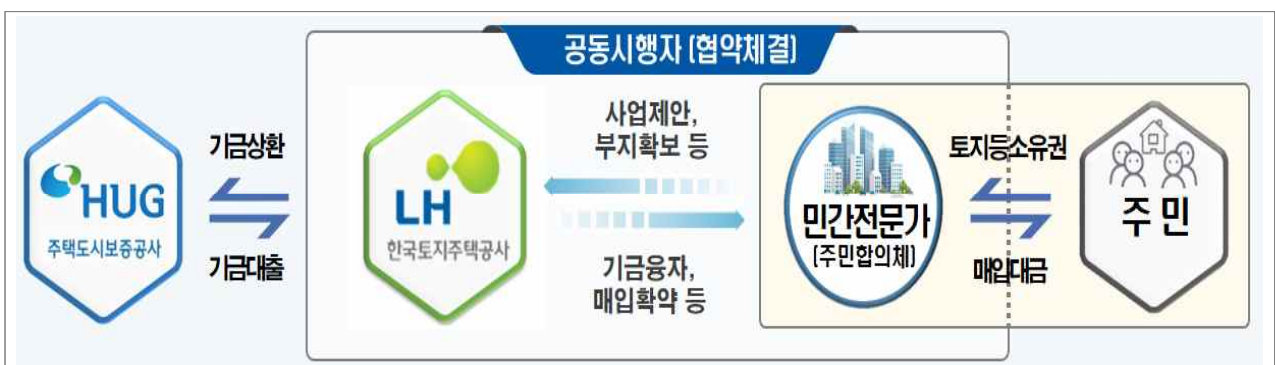 공동시행자 (협약체결)
기금상환
HUG
주택도시보증공사
기금대출
LH
한국토지주택공사
사업제안,
부지확보 등
기금융자,
매입확약 등
민간전문가
(주민합의체)
토지등소유권
매입대금
주민